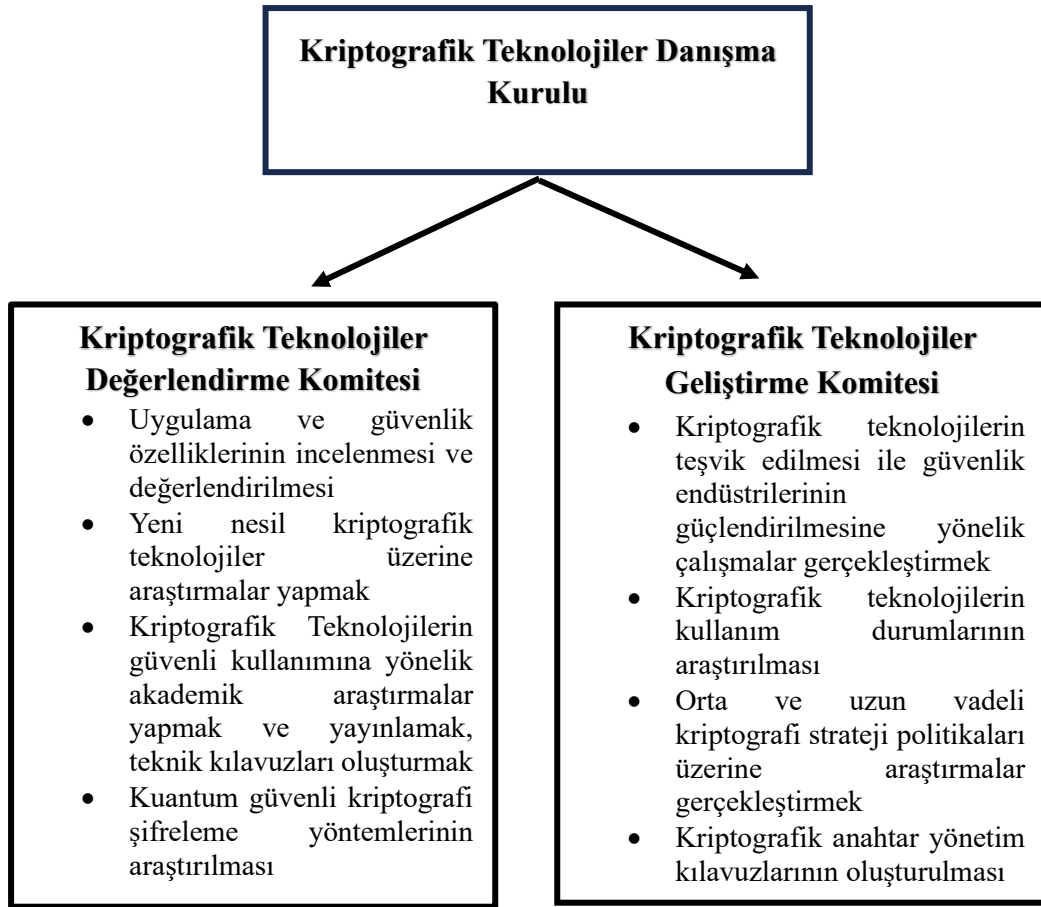 Kriptografik Teknolojiler Danışma
Kurulu
Kriptografik Teknolojiler
Değerlendirme Komitesi
• Uygulama ve güvenlik
özelliklerinin incelenmesi ve
değerlendirilmesi
• Yeni nesil kriptografik
teknolojiler üzerine
araştırmalar yapmak
• Kriptografik Teknolojilerin
güvenli kullanımına yönelik
akademik araştırmalar
yapmak ve yayınlamak,
teknik kılavuzları oluşturmak
• Kuantum güvenli kriptografi
şifreleme yöntemlerinin
araştırılması
Kriptografik Teknolojiler
Geliştirme Komitesi
• Kriptografik teknolojilerin
teşvik edilmesi ile güvenlik
endüstrilerinin
güçlendirilmesine yönelik
çalışmalar gerçekleştirmek
• Kriptografik teknolojilerin
kullanım durumlarının
araştırılması
• Orta ve uzun vadeli
kriptografi strateji politikaları
üzerine araştırmalar
gerçekleştirmek
• Kriptografik anahtar yönetim
kılavuzlarının oluşturulması